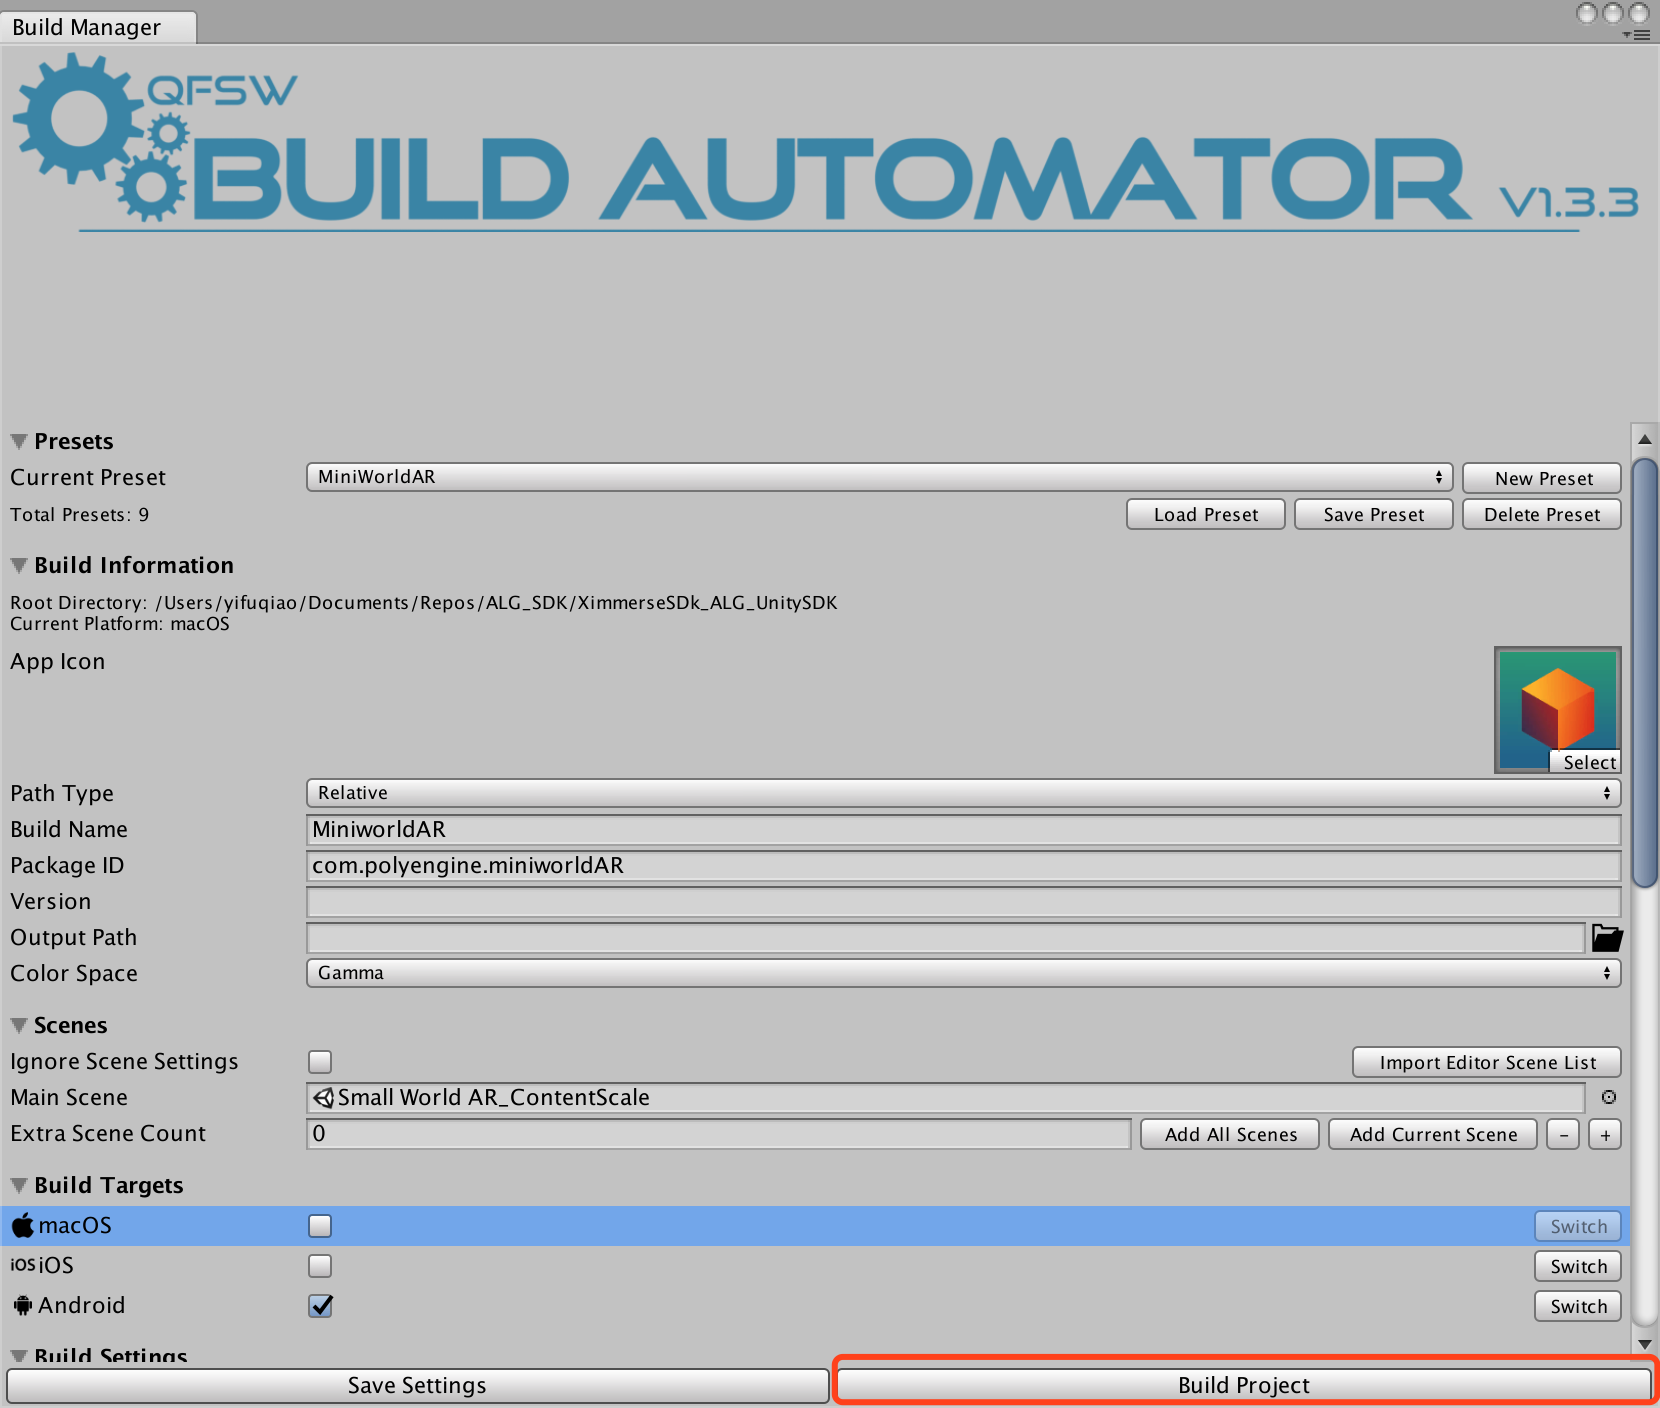 Build Manager
QFSW
BUILD AUTOMATOR V1.3.3
Presets
Current Preset MiniWorldAR New Preset
Total Presets: 9 Load Preset Save Preset Delete Preset
Build Information
Root Directory: /Users/yifuqiao/Documents/Repos/ALG_SDK/XimmerseSDk_ALG_UnitySDK
Current Platform: macOS
App Icon
Select
Path Type Relative
Build Name MiniworldAR
Package ID com.polyengine.miniworldAR
Version
Output Path
Color Space Gamma
Scenes
Ignore Scene Settings Import Editor Scene List
Main Scene Small World AR_ContentScale
Extra Scene Count 0 Add All Scenes Add Current Scene - +
Build Targets
macOS Switch
iOS iOS Switch
Android Switch
Build Settings
Save Settings Build Project